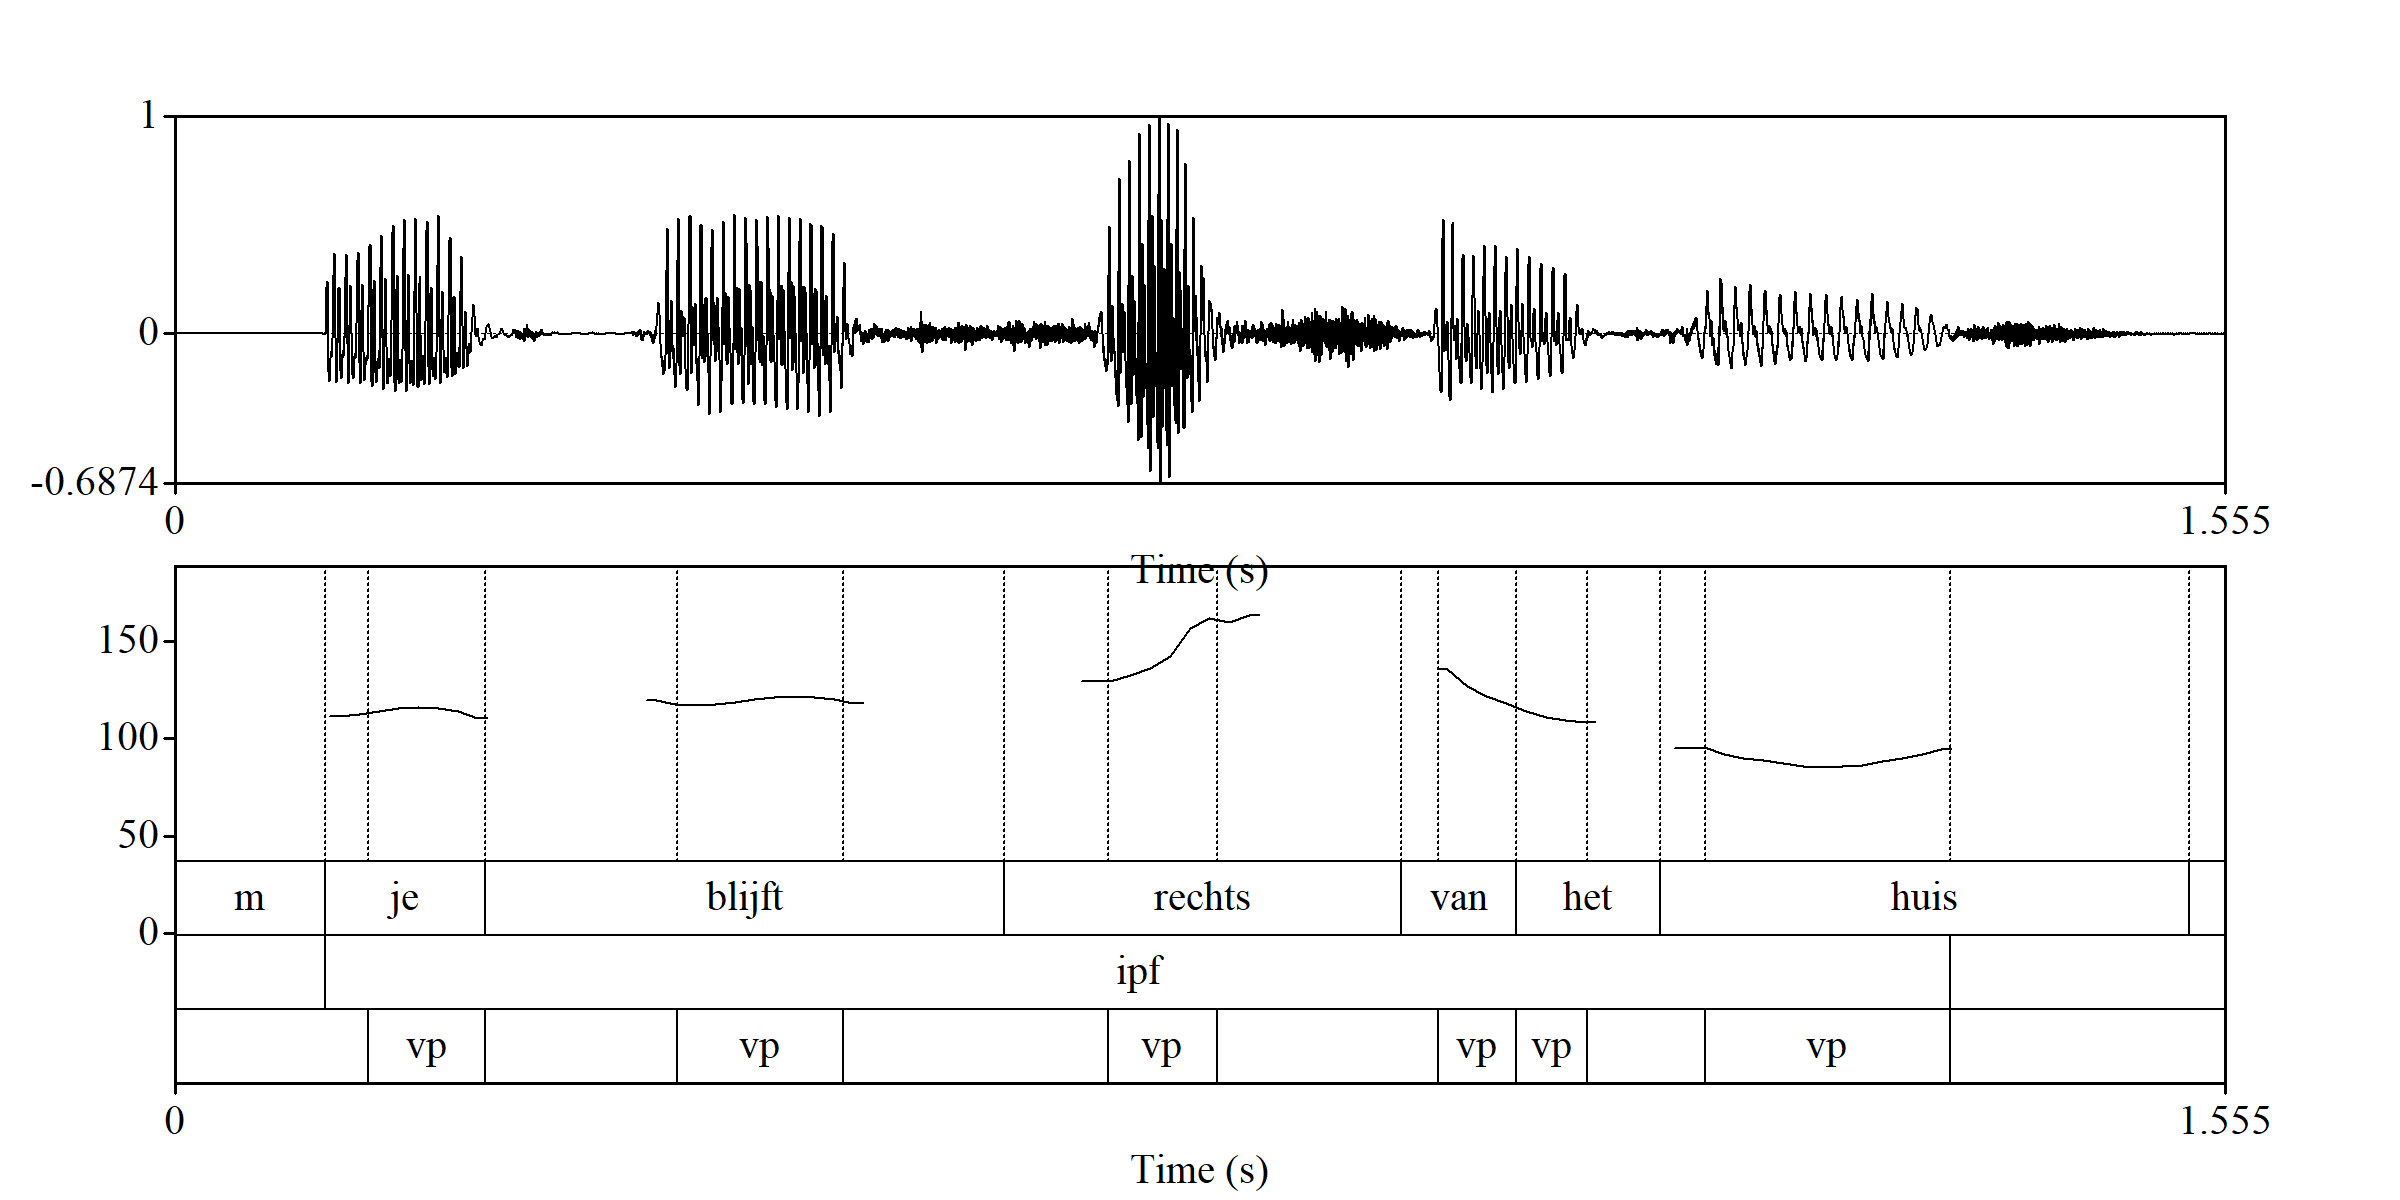 1
0
-0.6874
0 1.555
Time (s)
150
100
50
0
m je blijft rechts van het huis
ipf
vp vp vp vp vp vp
0 1.555
Time (s)